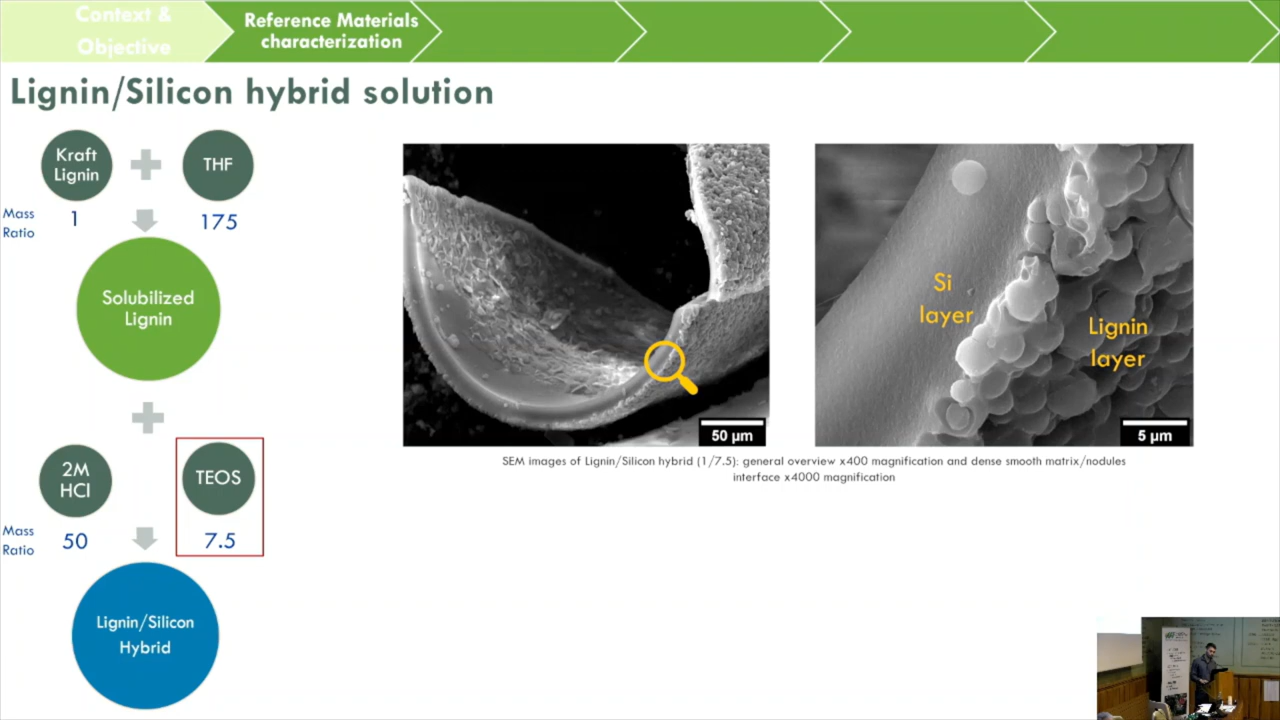 Context &
Objective
Reference Materials
characterization
Lignin/Silicon hybrid solution
Kraft
Lignin
THF
Mass
Ratio
1
175
Solubilized
Lignin
2M
HCl
TEOS
Mass
Ratio
50
7.5
Lignin/Silicon
Hybrid
50 µm
Si
layer
Lignin
layer
5 µm
SEM images of Lignin/Silicon hybrid (1/7.5): general overview x400 magnification and dense smooth matrix/nodules
interface x4000 magnification